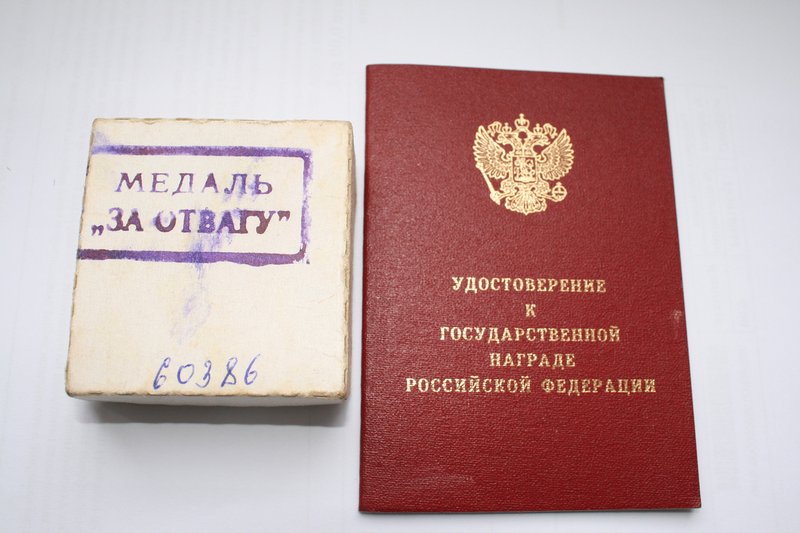 МЕДАЛЬ
„ЗА ОТВАГУ”
60386
УДОСТОВЕРЕНИЕ
К
ГОСУДАРСТВЕННОЙ
НАГРАДЕ
РОССИЙСКОЙ ФЕДЕРАЦИИ